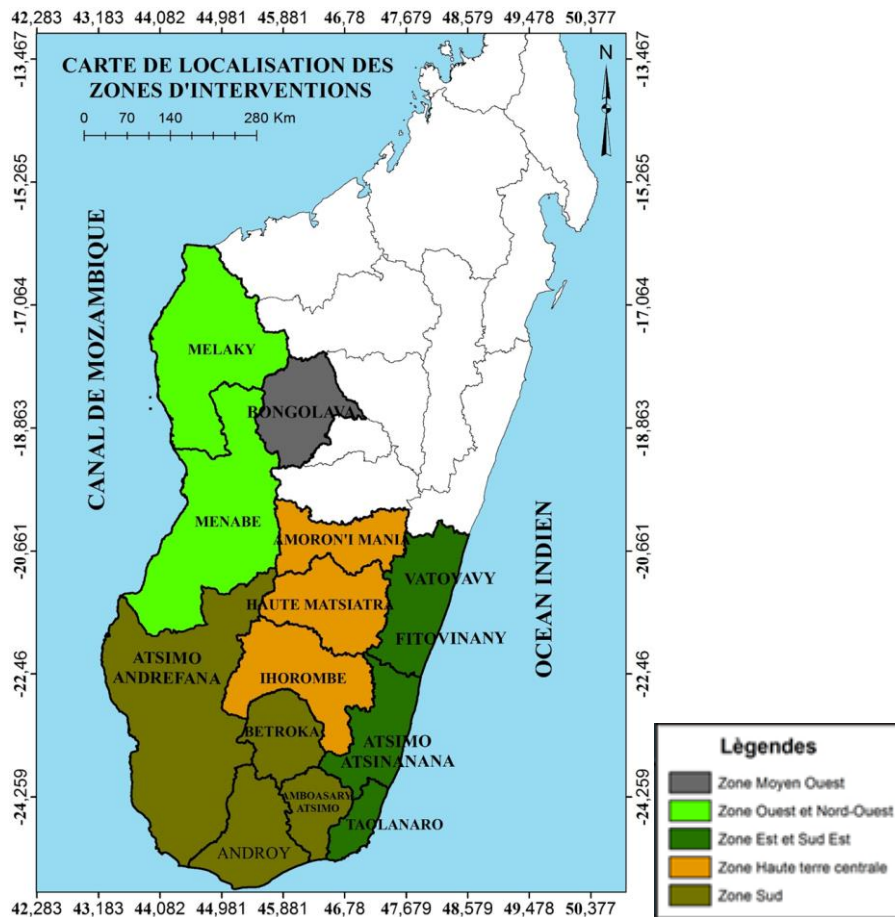 42,283 43,183 44,082 44,981 45,881 46,78 47,679 48,579 49,478 50,377
CARTE DE LOCALISATION DES
ZONES D'INTERVENTIONS
0 70 140 280 Km
N
-13,467
-15,265
-17,064
-18,863
-20,661
-22,46
-24,259
-13,467
-15,265
-17,064
-18,863
-20,661
-22,46
-24,259
CANAL DE MOZAMBIQUE
OCEAN INDIEN
MELAKY
BONGOLAVA
MENABE
AMORON'I MANIA
VATOVAVY
HAUTE MATSIATRA
FITOVINANY
ATSIMO
ANDREFANA
IHOROMBE
BETROKA
ATSIMO
ATSINANANA
AMBOASARY
ATSIMO
TAOLANARO
ANDROY
42,283 43,183 44,082 44,981 45,881 46,78 47,679 48,579 49,478 50,377
Lègendes
Zone Moyen Ouest
Zone Ouest et Nord-Ouest
Zone Est et Sud Est
Zone Haute terre centrale
Zone Sud